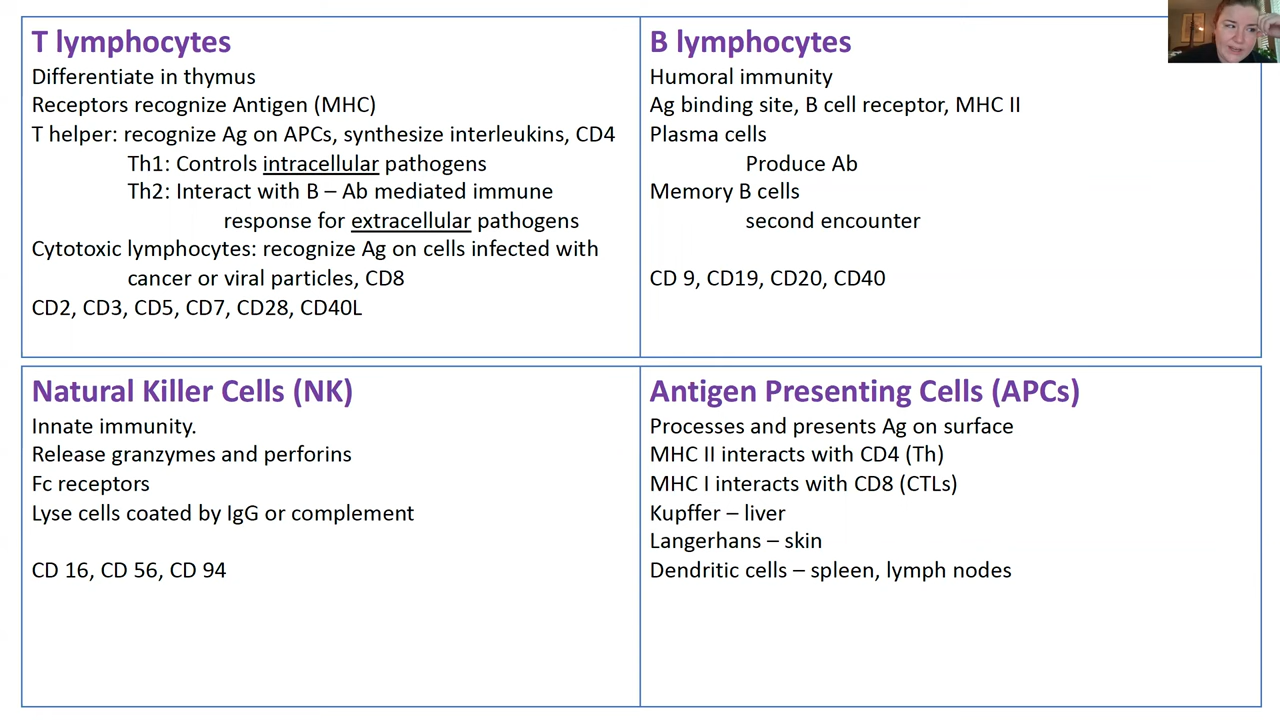 T lymphocytes
Differentiate in thymus
Receptors recognize Antigen (MHC)
T helper: recognize Ag on APCs, synthesize interleukins, CD4
Th1: Controls intracellular pathogens
Th2: Interact with B – Ab mediated immune
response for extracellular pathogens
Cytotoxic lymphocytes: recognize Ag on cells infected with
cancer or viral particles, CD8
CD2, CD3, CD5, CD7, CD28, CD40L
B lymphocytes
Humoral immunity
Ag binding site, B cell receptor, MHC II
Plasma cells
Produce Ab
Memory B cells
second encounter
CD 9, CD19, CD20, CD40
Natural Killer Cells (NK)
Innate immunity.
Release granzymes and perforins
Fc receptors
Lyse cells coated by IgG or complement
CD 16, CD 56, CD 94
Antigen Presenting Cells (APCs)
Processes and presents Ag on surface
MHC II interacts with CD4 (Th)
MHC I interacts with CD8 (CTLs)
Kupffer – liver
Langerhans – skin
Dendritic cells – spleen, lymph nodes